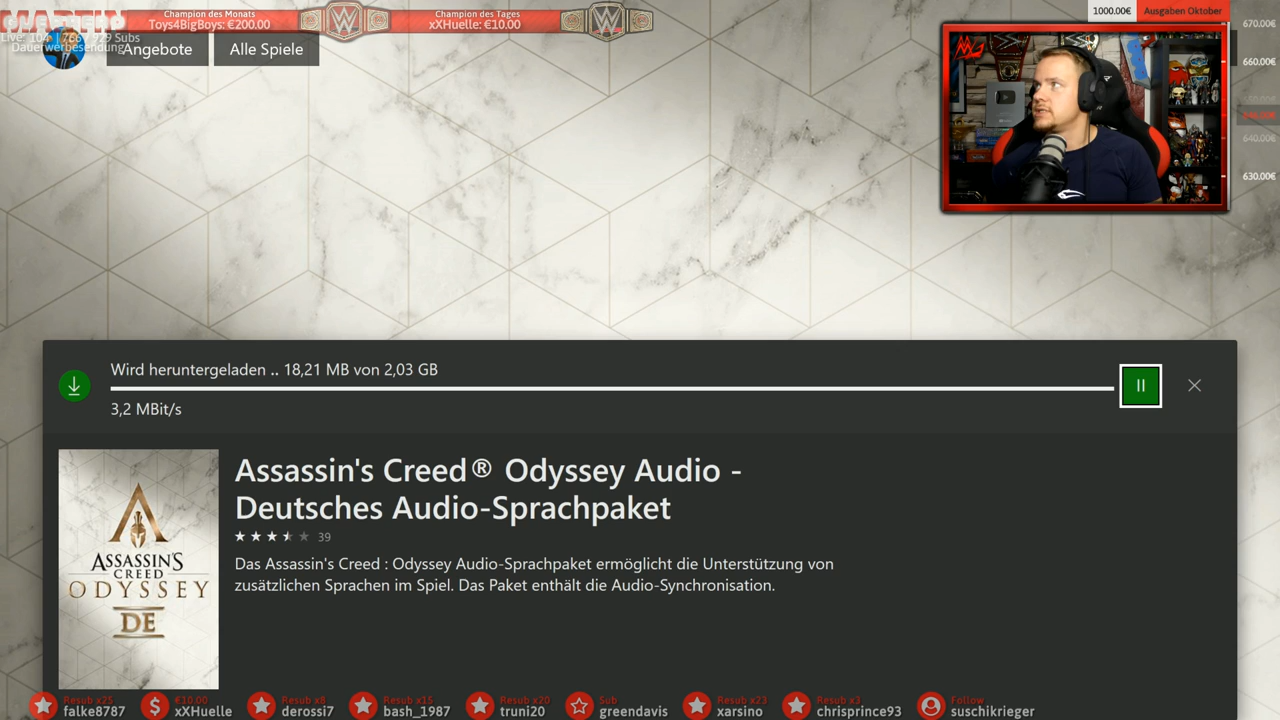 Champion des Monats
Toys4BigBoys: €200.00
Champion des Tages
xXHuelle: €10.00
1000.00€
Ausgaben Oktober
670.00€
660.00€
640.00€
630.00€
Dauerwerbesendung
Angebote
Alle Spiele
Wird heruntergeladen .. 18,21 MB von 2,03 GB
3,2 MBit/s
Assassin's Creed® Odyssey Audio -
Deutsches Audio-Sprachpaket
39
Das Assassin's Creed : Odyssey Audio-Sprachpaket ermöglicht die Unterstützung von
zusätzlichen Sprachen im Spiel. Das Paket enthält die Audio-Synchronisation.
ASSASSIN'S
CREED
ODYSSEY
DE
Resub x25
falke8787
€10.00
xXHuelle
Resub x8
derossi7
Resub x15
bash_1987
Resub x20
truni20
Sub
greendavis
Resub x23
xarsino
Resub x3
chrisprince93
Follow
suschikrieger